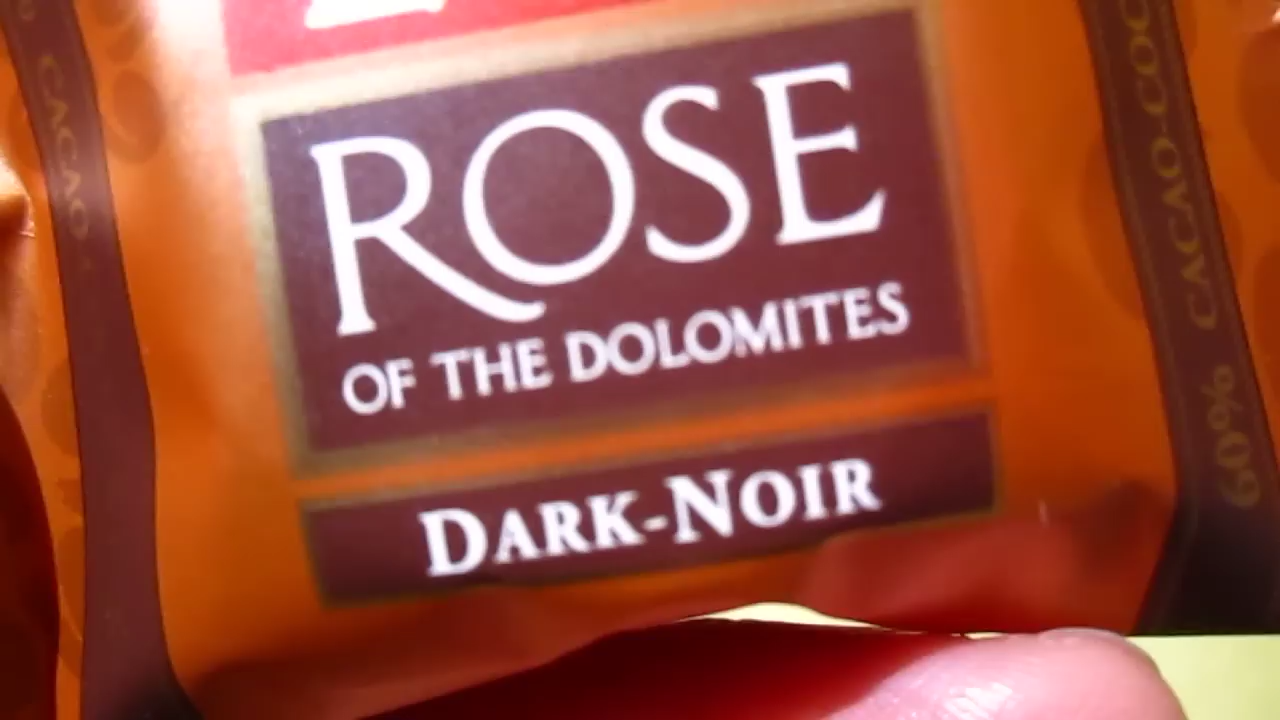 ROSE
OF THE DOLOMITES
DARK-NOIR
CACAO
60% CACAO-COC